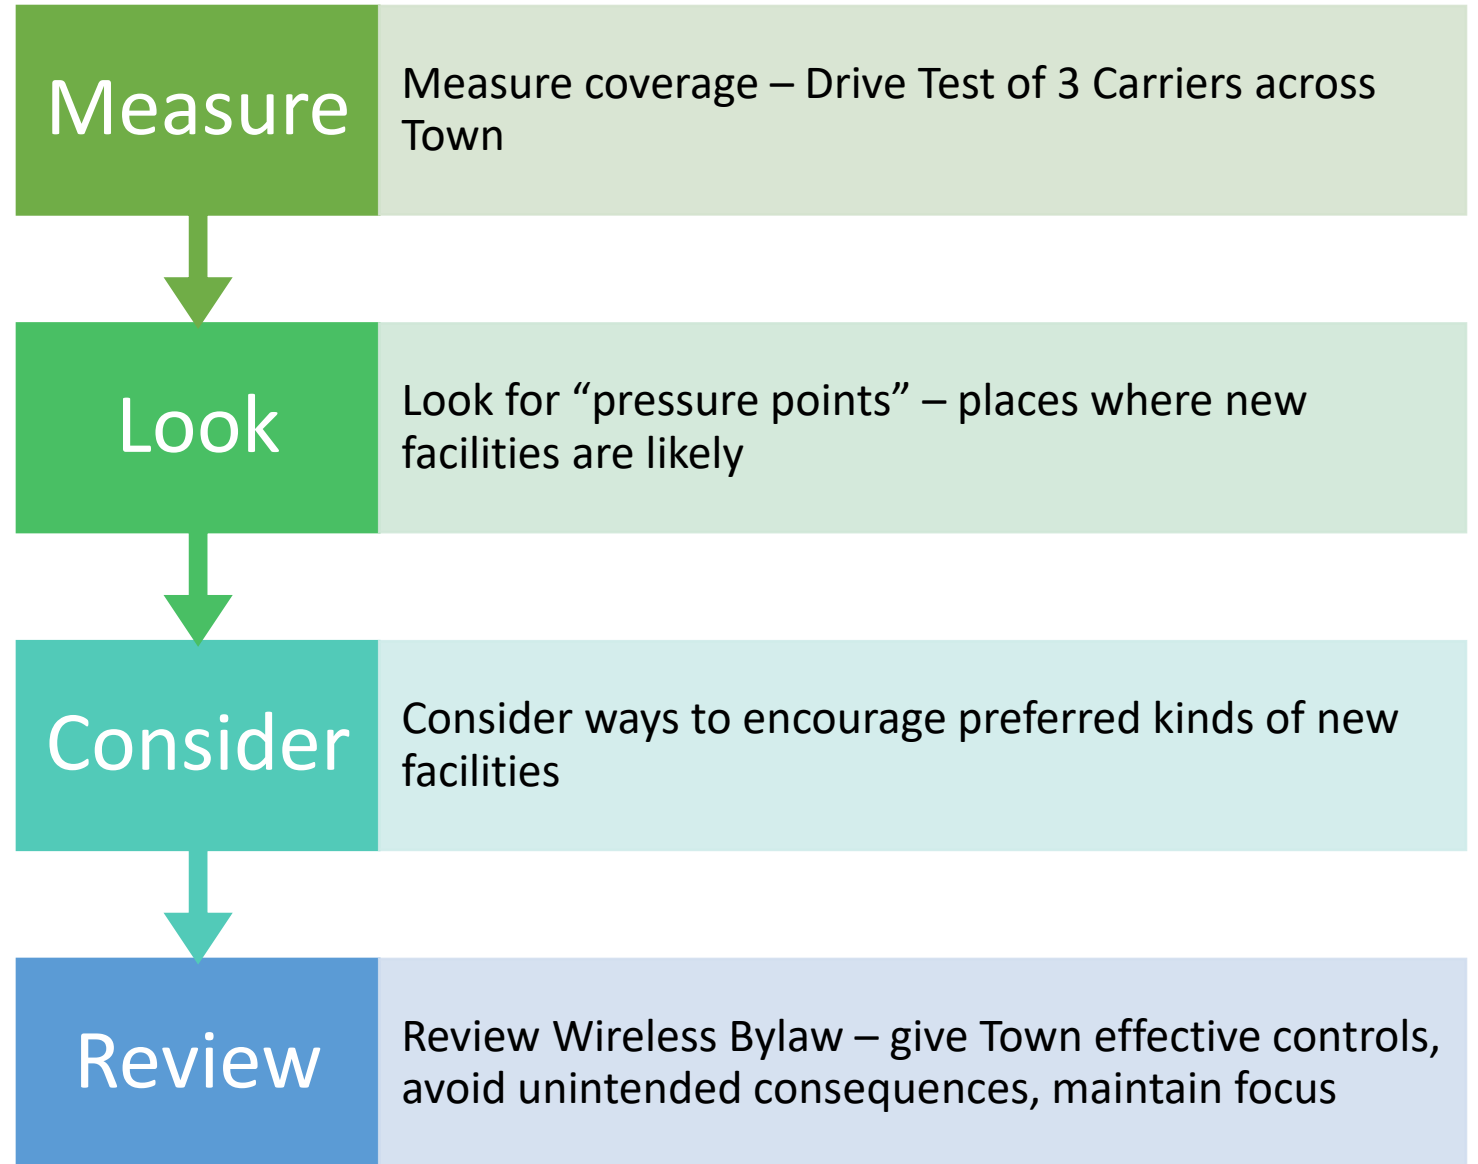 Measure
Measure coverage – Drive Test of 3 Carriers across
Town
Look
Look for “pressure points” – places where new
facilities are likely
Consider
Consider ways to encourage preferred kinds of new
facilities
Review
Review Wireless Bylaw – give Town effective controls,
avoid unintended consequences, maintain focus